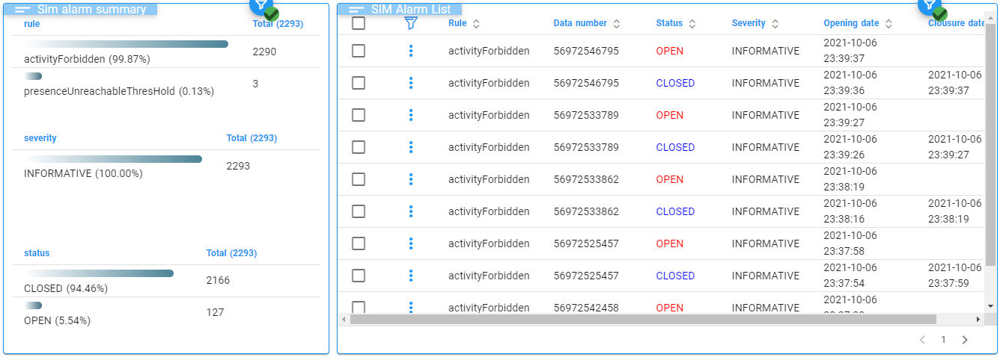 Sim alarm summary
rule Total (2293)
activityForbidden (99.87%) 2290
presenceUnreachableThresHold (0.13%) 3
severity Total (2293)
INFORMATIVE (100.00%) 2293
status Total (2293)
CLOSED (94.46%) 2166
OPEN (5.54%) 127
SIM Alarm List
Rule Data number Status Severity Opening date Clousure date
activityForbidden 56972546795 OPEN INFORMATIVE 2021-10-06
23:39:37
activityForbidden 56972546795 CLOSED INFORMATIVE 2021-10-06 2021-10-06
23:39:36 23:39:37
activityForbidden 56972533789 OPEN INFORMATIVE 2021-10-06
23:39:27
activityForbidden 56972533789 CLOSED INFORMATIVE 2021-10-06 2021-10-06
23:39:26 23:39:27
activityForbidden 56972533862 OPEN INFORMATIVE 2021-10-06
23:38:19
activityForbidden 56972533862 CLOSED INFORMATIVE 2021-10-06 2021-10-06
23:38:16 23:38:19
activityForbidden 56972525457 OPEN INFORMATIVE 2021-10-06
23:37:58
activityForbidden 56972525457 CLOSED INFORMATIVE 2021-10-06 2021-10-06
23:37:54 23:37:59
activityForbidden 56972542458 OPEN INFORMATIVE 2021-10-06
1